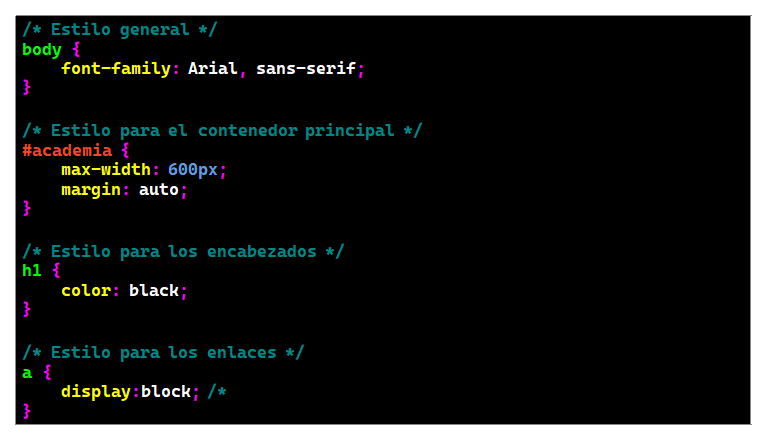 /* Estilo general */
body {
    font-family: Arial, sans-serif;
}

/* Estilo para el contenedor principal */
#academia {
    max-width: 600px;
    margin: auto;
}

/* Estilo para los encabezados */
h1 {
    color: black;
}

/* Estilo para los enlaces */
a {
    display:block; /*
}